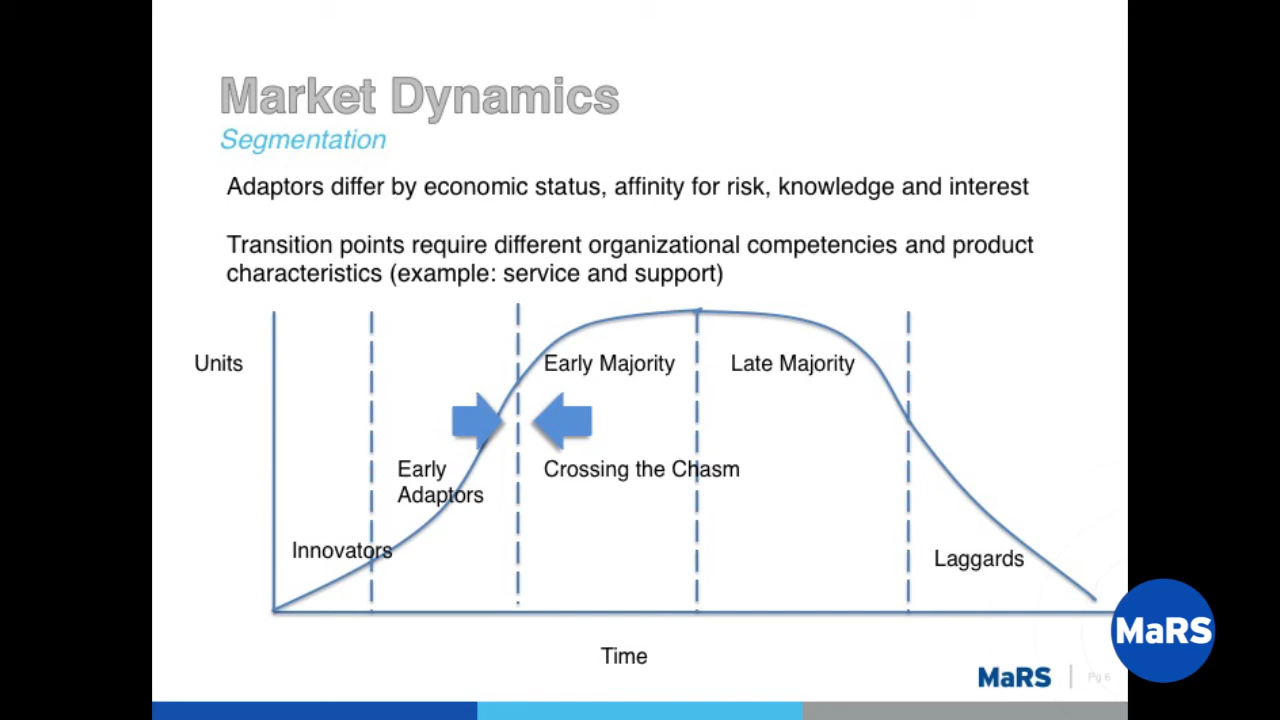 Market Dynamics
Segmentation
Adaptors differ by economic status, affinity for risk, knowledge and interest
Transition points require different organizational competencies and product
characteristics (example: service and support)
Units
Early Majority
Late Majority
Early
Adaptors
Crossing the Chasm
Innovators
Laggards
Time
MaRS
Pg 6
MaRS